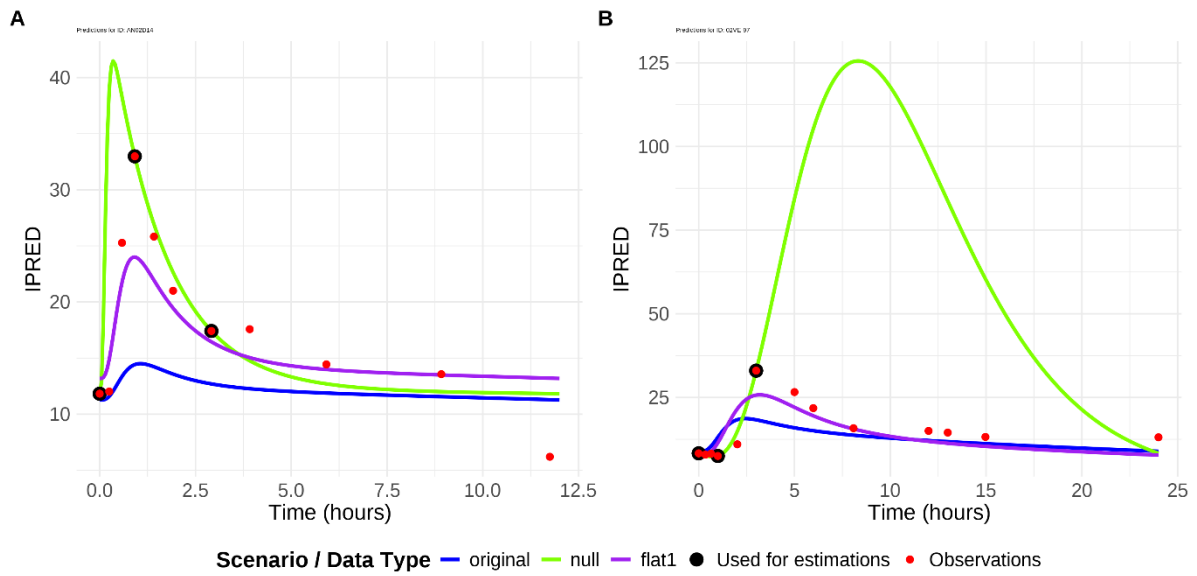 A
B
Predictions for ID: AN02D14
Predictions for ID: 02VE 97
40
30
20
10
IPRED
0.0
2.5
5.0
7.5
10.0
12.5
Time (hours)
125
100
75
50
25
IPRED
0
5
10
15
20
25
Time (hours)
Scenario / Data Type original null flat1 Used for estimations Observations